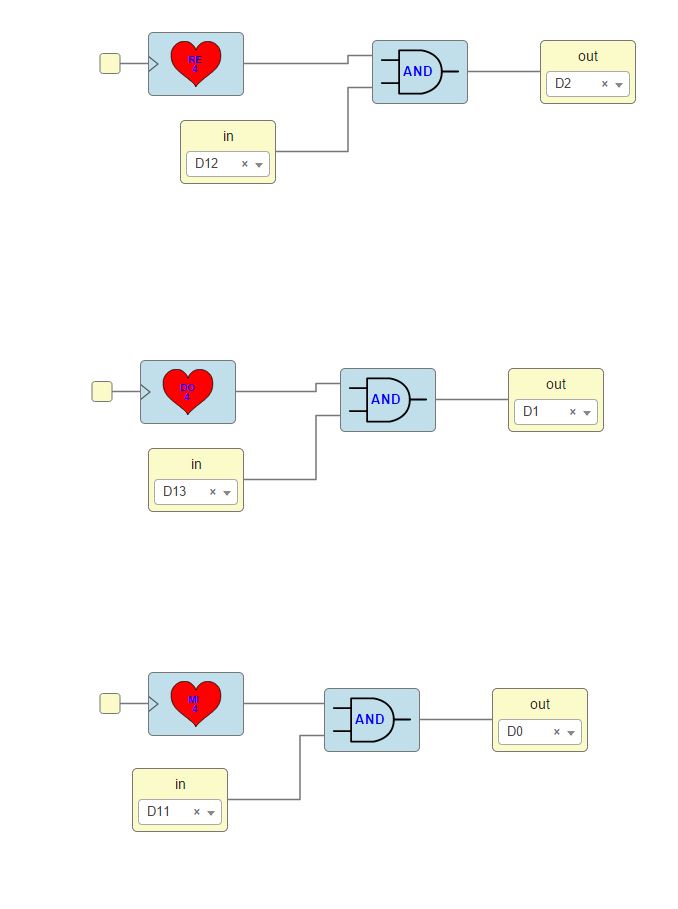 RE
4
AND
out
D2 × 
in
D12 ×
DO
4
AND
out
D1 ×
in
D13 ×
MI
4
AND
out
D0 ×
in
D11 ×